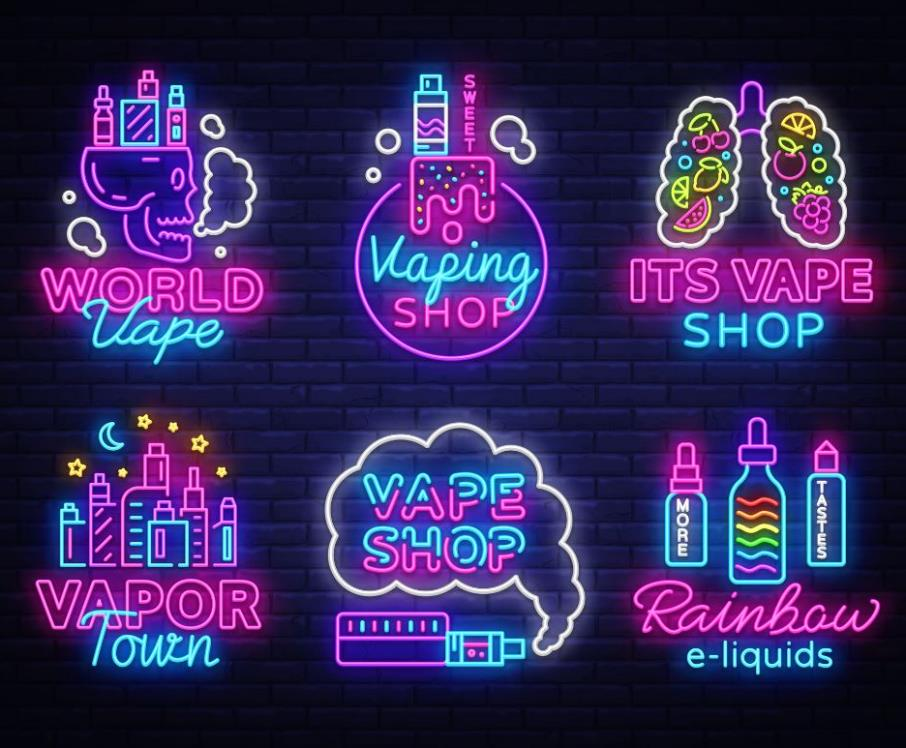 WORLD
Vape
SWEET
Vaping
SHOP
ITS VAPE
SHOP
VAPOR
Town
VAPE
SHOP
MORE
TASTES
Rainbow
e-liquids